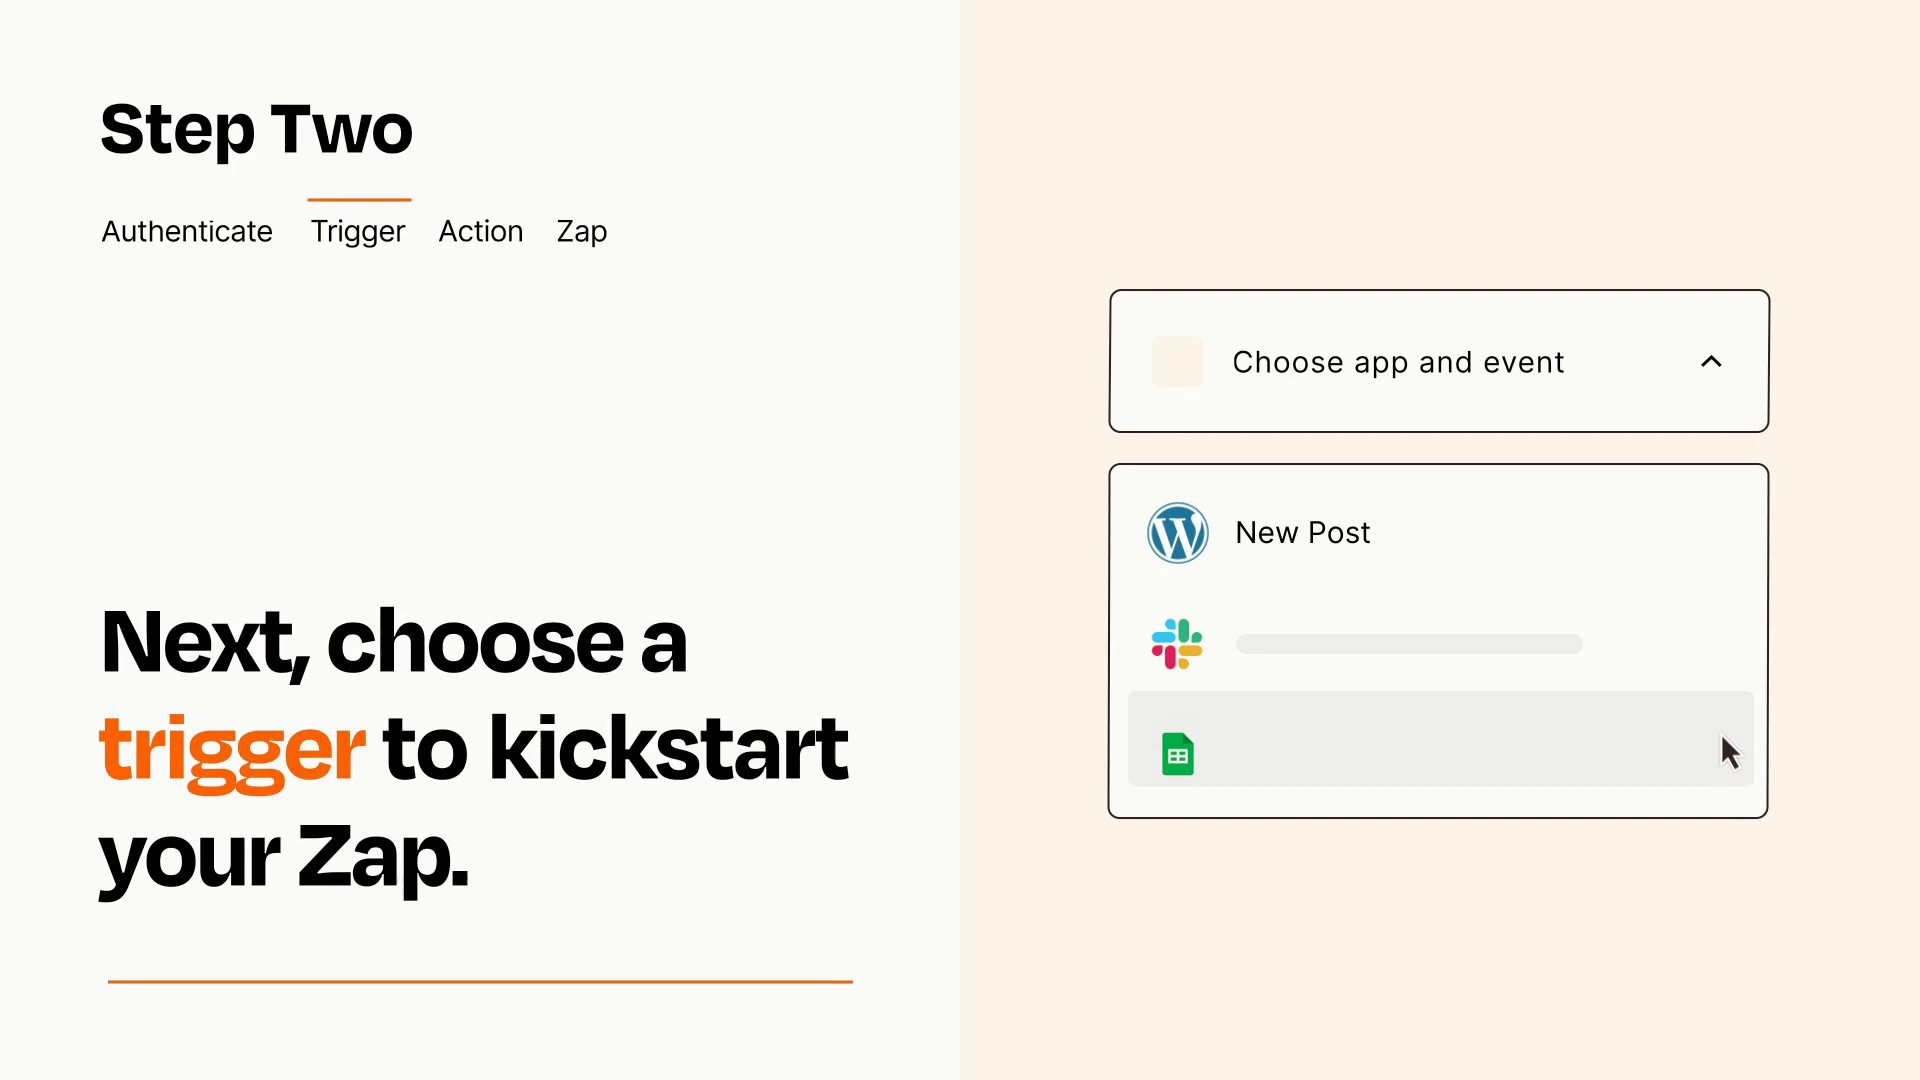 Step Two
Authenticate Trigger Action Zap
Next, choose a
trigger to kickstart
your Zap.
Choose app and event
New Post